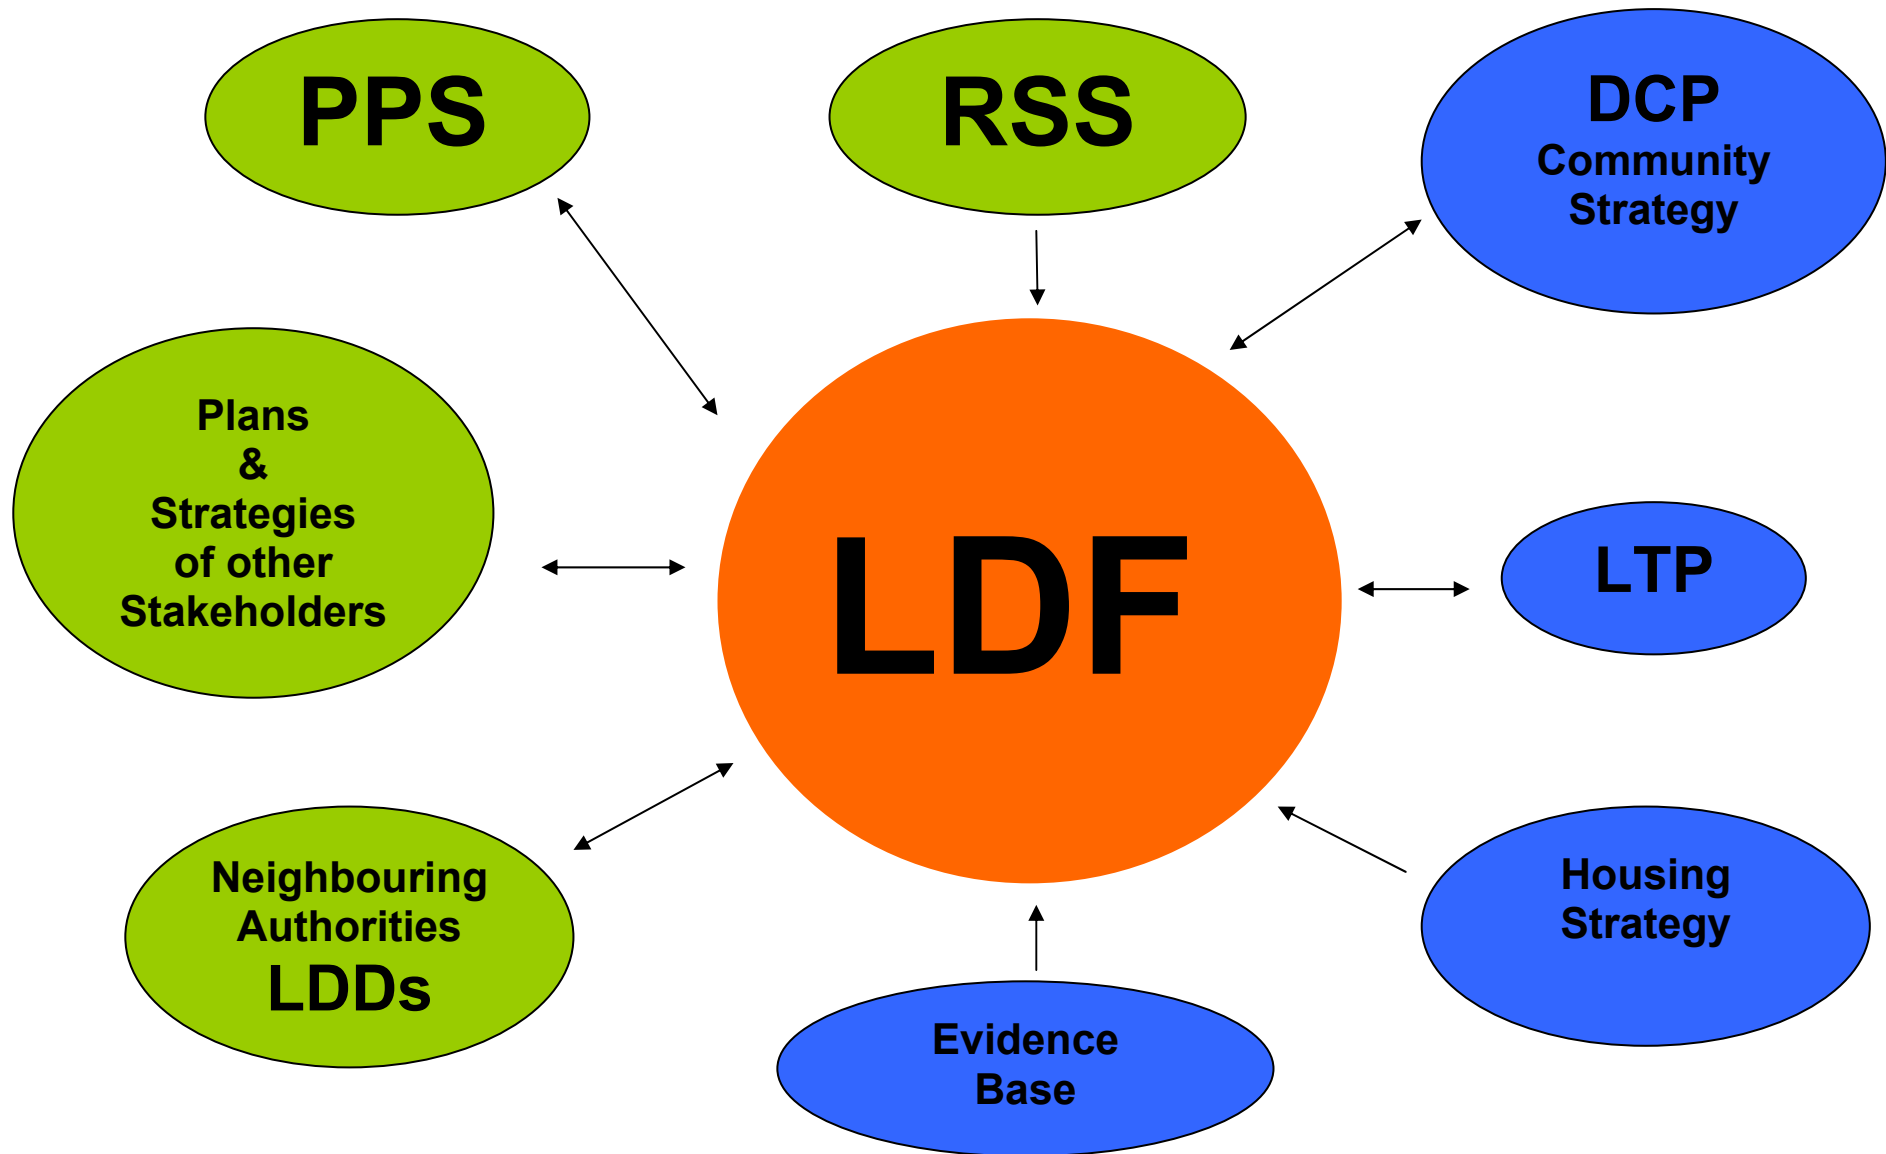 PPS
RSS
DCP
Community
Strategy
Plans
&
Strategies
of other
Stakeholders
LDF
LTP
Neighbouring
Authorities
LDDs
Housing
Strategy
Evidence
Base